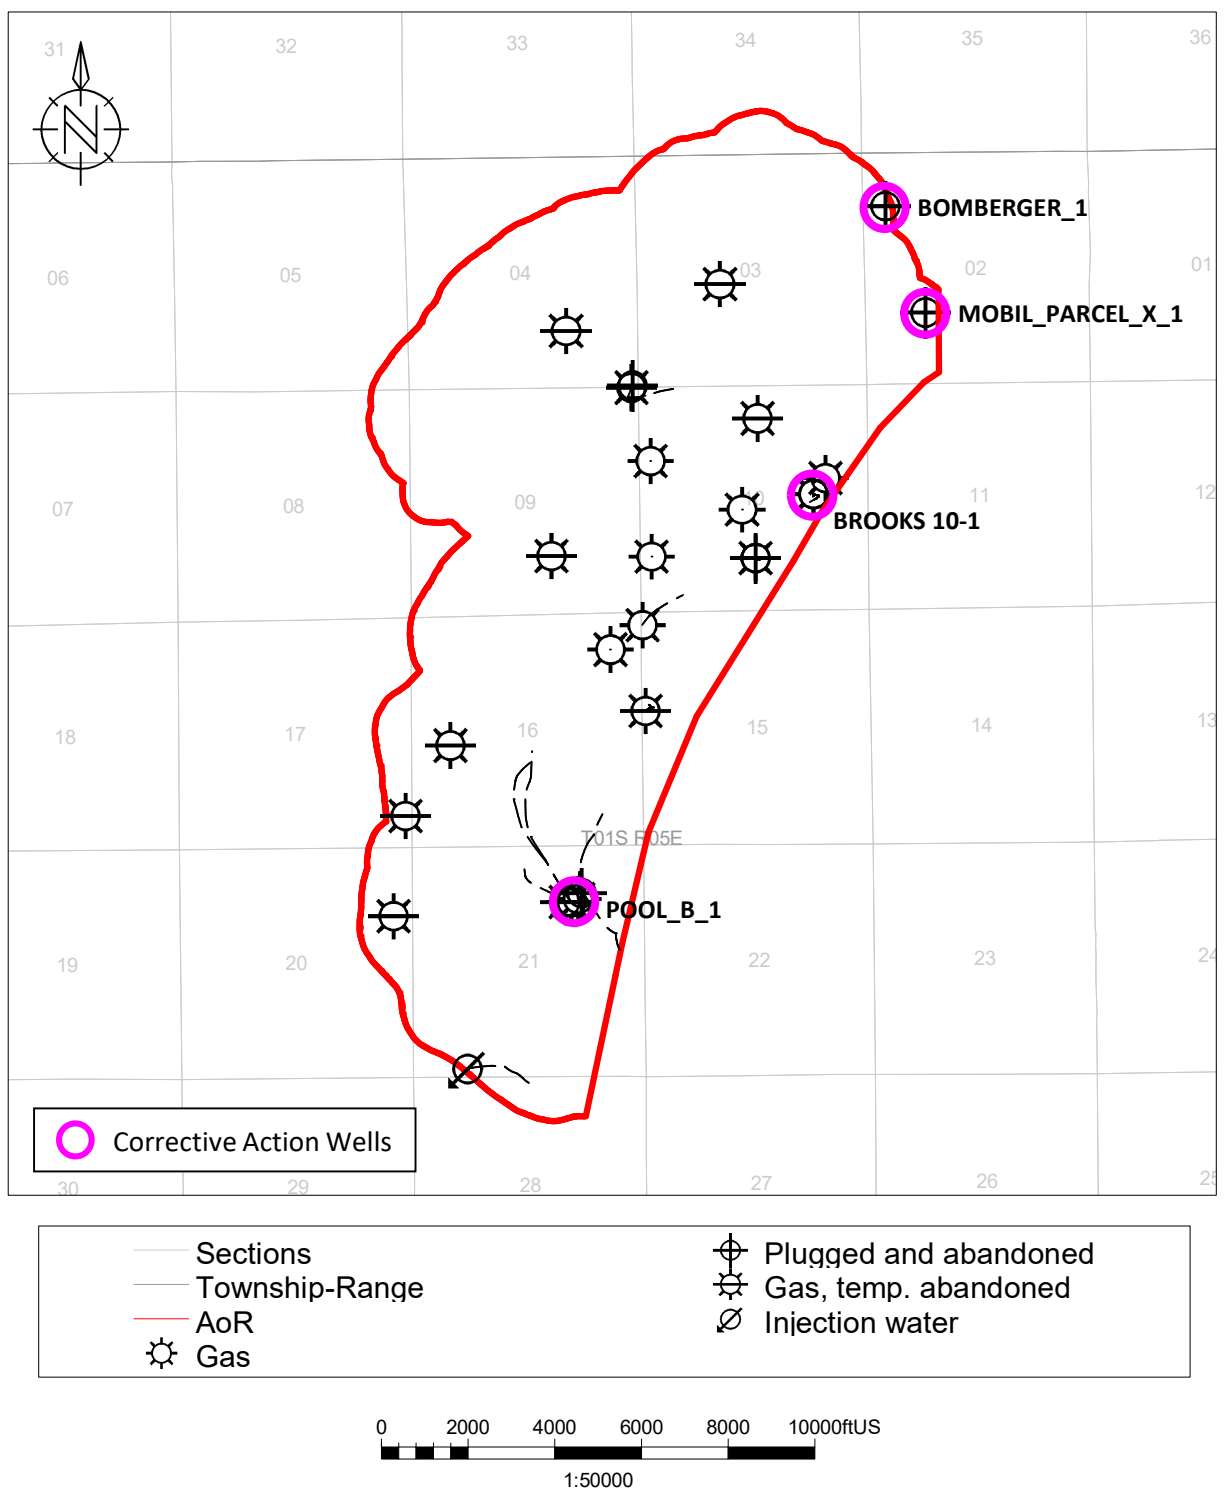 31 32 33 34 35 36
N
BOMBERGER_1
06 05 04 03 02 01
MOBIL_PARCEL_X_1
07 08 09 10 11 12
BROOKS 10-1
18 17 16 15 14 13
T01S R05E
POOL_B_1
19 20 21 22 23 24
Corrective Action Wells
30 29 28 27 26 25
Sections
Township-Range
AoR
Gas
Plugged and abandoned
Gas, temp. abandoned
Injection water
0 2000 4000 6000 8000 10000ftUS
1:50000